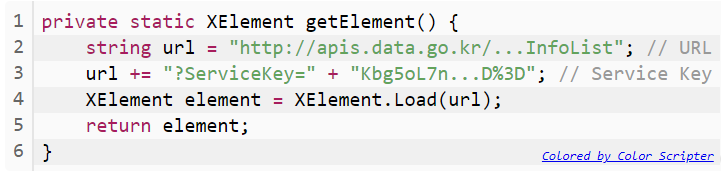 1 private static XElement getElement() {
2 string url = "http://apis.data.go.kr/...InfoList"; // URL
3 url += "?ServiceKey=" + "Kbg5oL7n...D%3D"; // Service Key
4 XElement element = XElement.Load(url);
5 return element;
6 }
Colored by Color Scripter